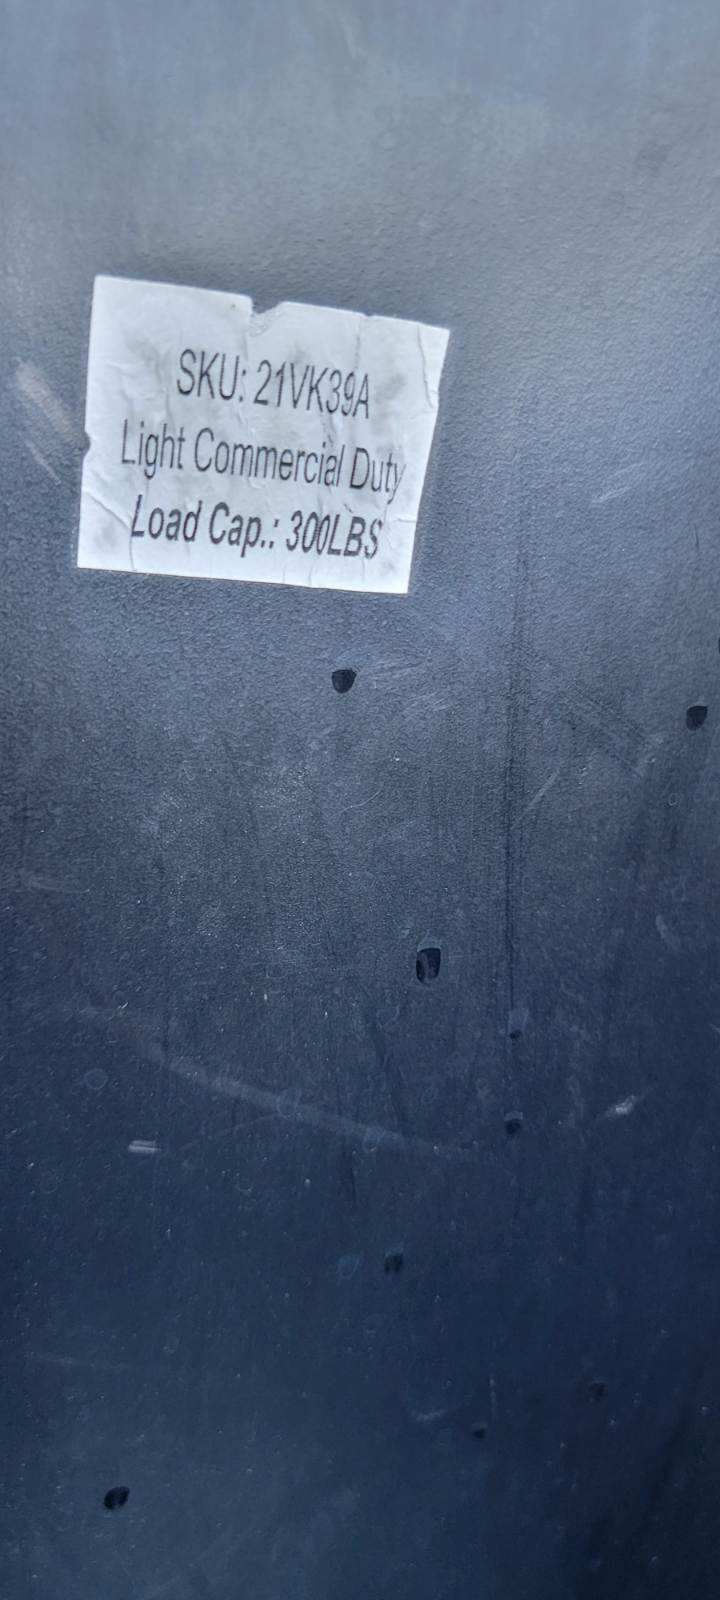 SKU: 21VK39A
Light Commercial Duty
Load Cap.: 300LBS